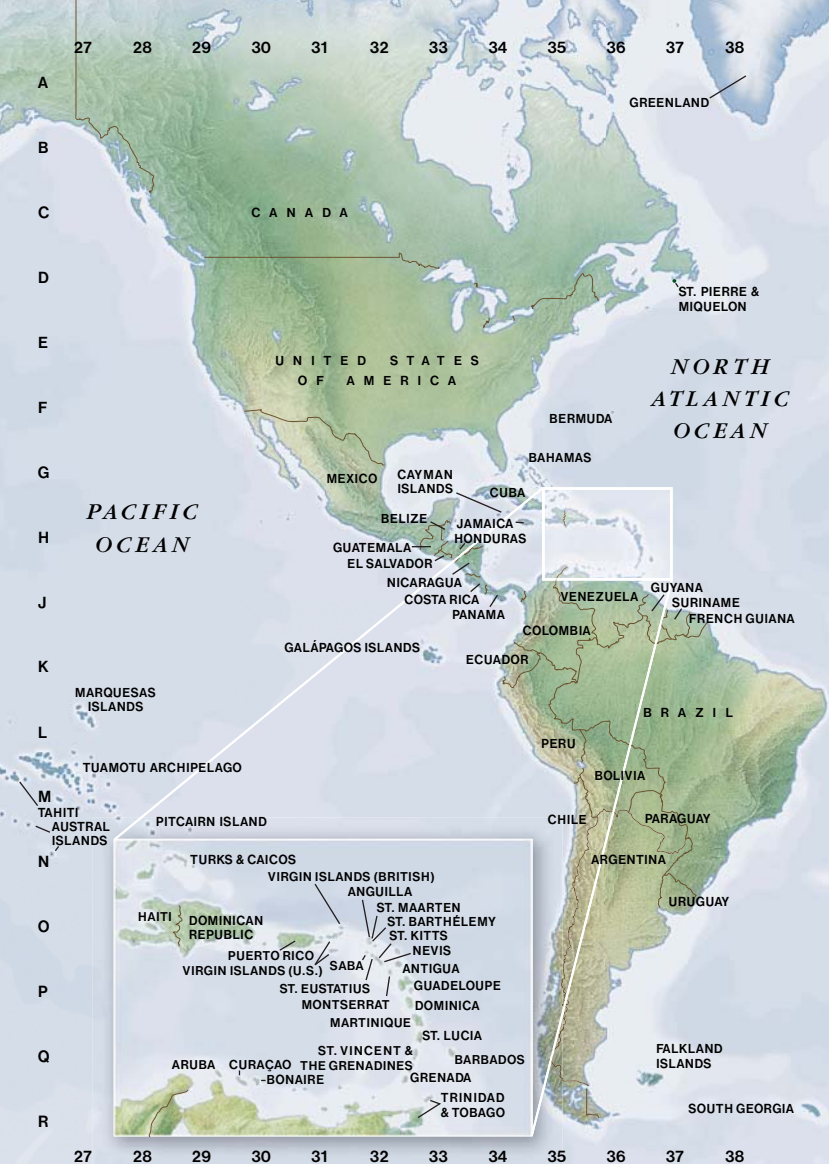 27 28 29 30 31 32 33 34 35 36 37 38
A
GREENLAND
B
C
CANADA
D
ST. PIERRE &
MIQUELON
E
UNITED STATES
OF AMERICA
NORTH
ATLANTIC
OCEAN
F
BERMUDA
BAHAMAS
G
MEXICO
CAYMAN
ISLANDS
CUBA
PACIFIC
OCEAN
BELIZE
JAMAICA
HONDURAS
H
GUATEMALA
EL SALVADOR
NICARAGUA
COSTA RICA
PANAMA
J
VENEZUELA
GUYANA
SURINAME
FRENCH GUIANA
COLOMBIA
GALÁPAGOS ISLANDS
ECUADOR
K
MARQUESAS
ISLANDS
BRAZIL
L
PERU
TUAMOTU ARCHIPELAGO
BOLIVIA
M
TAHITI
AUSTRAL
ISLANDS
PITCAIRN ISLAND
CHILE
PARAGUAY
N
ARGENTINA
TURKS & CAICOS
VIRGIN ISLANDS (BRITISH)
ANGUILLA
URUGUAY
ST. MAARTEN
HAITI
DOMINICAN
REPUBLIC
ST. BARTHÉLEMY
O
ST. KITTS
NEVIS
PUERTO RICO
VIRGIN ISLANDS (U.S.)
SABA
ANTIGUA
ST. EUSTATIUS
GUADELOUPE
P
MONTSERRAT
DOMINICA
MARTINIQUE
ST. LUCIA
Q
ST. VINCENT &
THE GRENADINES
BARBADOS
FALKLAND
ISLANDS
ARUBA
CURAÇAO
BONAIRE
GRENADA
TRINIDAD
& TOBAGO
SOUTH GEORGIA
R
27 28 29 30 31 32 33 34 35 36 37 38